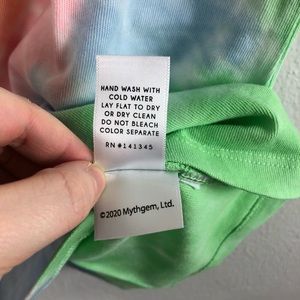 HAND WASH WITH
COLD WATER
LAY FLAT TO DRY
OR DRY CLEAN
DO NOT BLEACH
COLOR SEPARATE
RN #141345
©2020 Mythgem, Ltd.